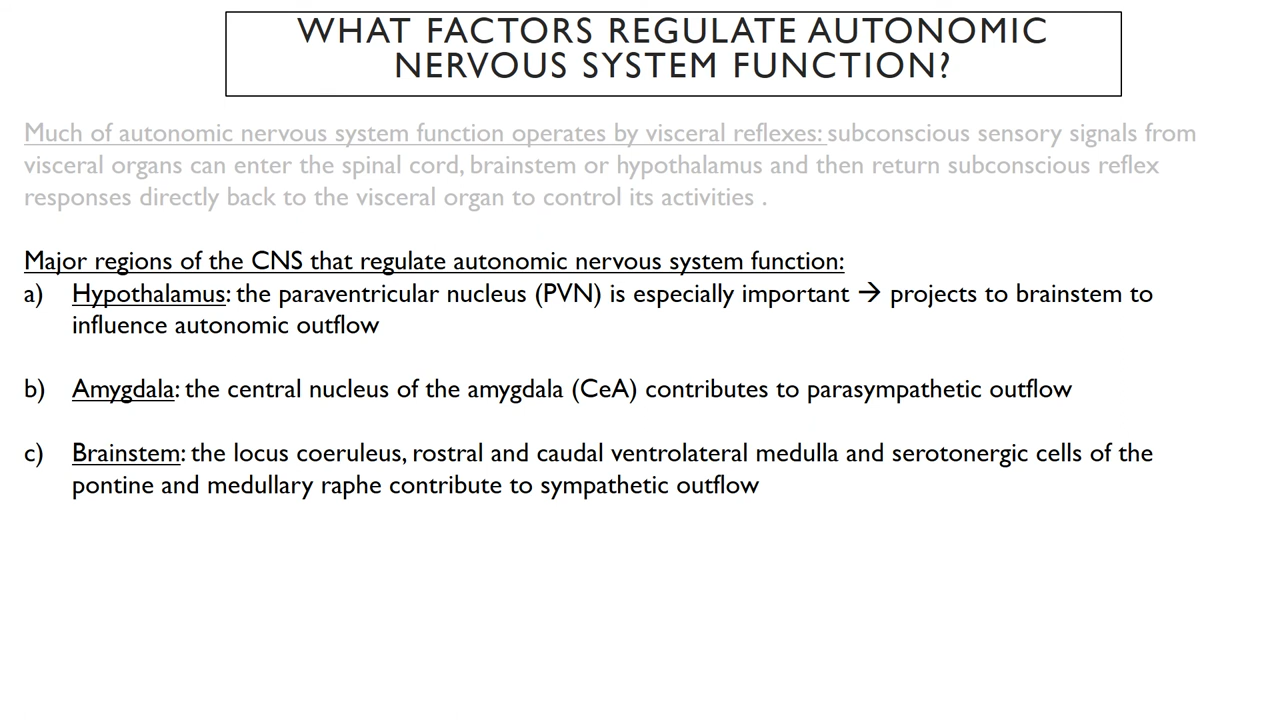 WHAT FACTORS REGULATE AUTONOMIC
NERVOUS SYSTEM FUNCTION?
Much of autonomic nervous system function operates by visceral reflexes: subconscious sensory signals from
visceral organs can enter the spinal cord, brainstem or hypothalamus and then return subconscious reflex
responses directly back to the visceral organ to control its activities .
Major regions of the CNS that regulate autonomic nervous system function:
a) Hypothalamus: the paraventricular nucleus (PVN) is especially important → projects to brainstem to
influence autonomic outflow
b) Amygdala: the central nucleus of the amygdala (CeA) contributes to parasympathetic outflow
c) Brainstem: the locus coeruleus, rostral and caudal ventrolateral medulla and serotonergic cells of the
pontine and medullary raphe contribute to sympathetic outflow